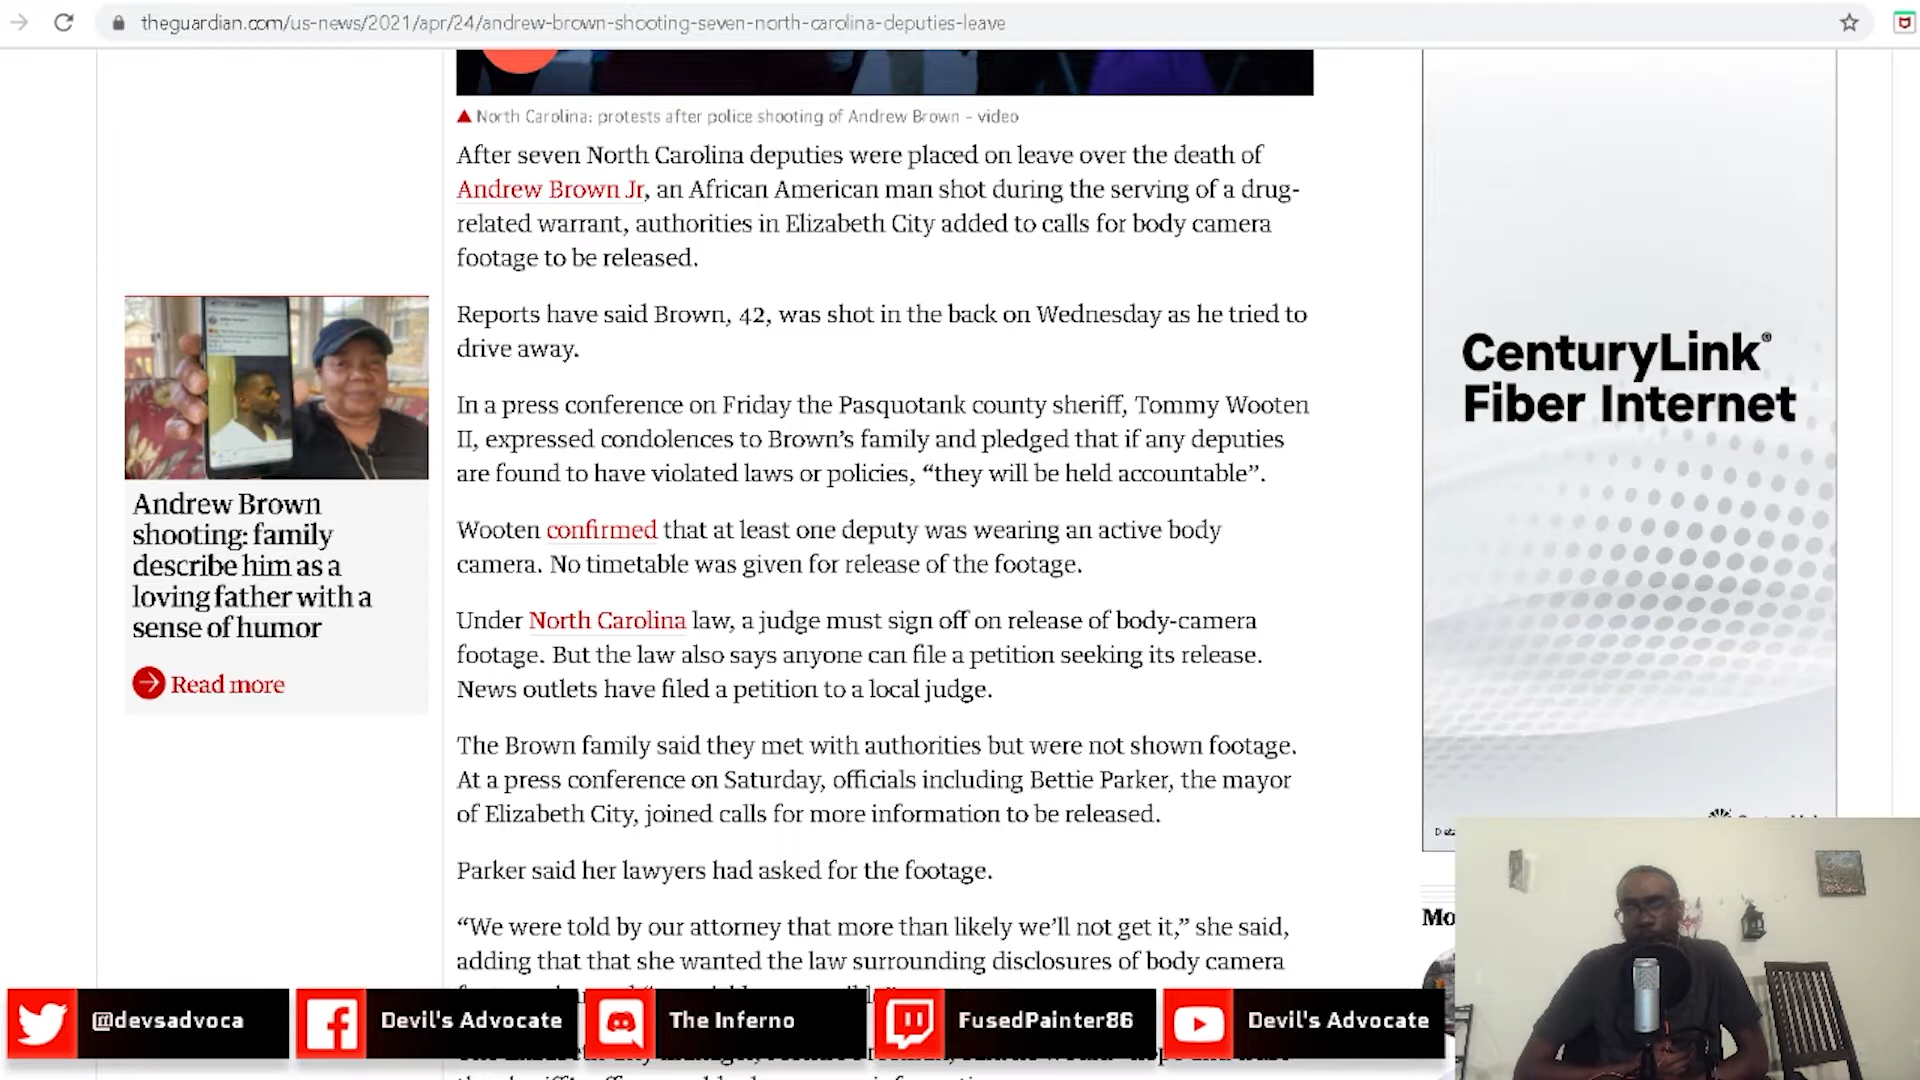 theguardian.com/us-news/2021/apr/24/andrew-brown-shooting-seven-north-carolina-deputies-leave
North Carolina: protests after police shooting of Andrew Brown – video
After seven North Carolina deputies were placed on leave over the death of
Andrew Brown Jr, an African American man shot during the serving of a drug-
related warrant, authorities in Elizabeth City added to calls for body camera
footage to be released.
Reports have said Brown, 42, was shot in the back on Wednesday as he tried to
drive away.
In a press conference on Friday the Pasquotank county sheriff, Tommy Wooten
II, expressed condolences to Brown’s family and pledged that if any deputies
are found to have violated laws or policies, “they will be held accountable”.
Wooten confirmed that at least one deputy was wearing an active body
camera. No timetable was given for release of the footage.
Under North Carolina law, a judge must sign off on release of body-camera
footage. But the law also says anyone can file a petition seeking its release.
News outlets have filed a petition to a local judge.
The Brown family said they met with authorities but were not shown footage.
At a press conference on Saturday, officials including Bettie Parker, the mayor
of Elizabeth City, joined calls for more information to be released.
Parker said her lawyers had asked for the footage.
“We were told by our attorney that more than likely we’ll not get it,” she said,
adding that that she wanted the law surrounding disclosures of body camera
Andrew Brown
shooting: family
describe him as a
loving father with a
sense of humor
Read more
CenturyLink®
Fiber Internet
Mo
@devsadvoca
Devil's Advocate
The Inferno
FusedPainter86
Devil's Advocate